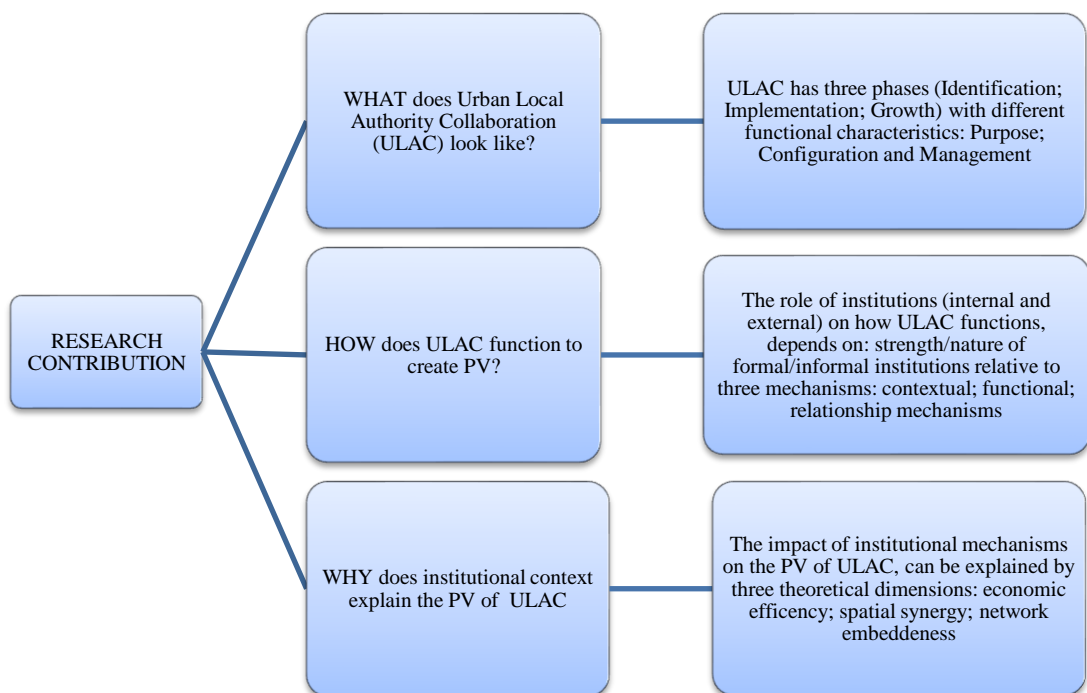 WHAT does Urban Local
Authority Collaboration
(ULAC) look like?
ULAC has three phases (Identification;
Implementation; Growth) with different
functional characteristics: Purpose;
Configuration and Management
RESEARCH
CONTRIBUTION
HOW does ULAC function to
create PV?
The role of institutions (internal and
external) on how ULAC functions,
depends on: strength/nature of
formal/informal institutions relative to
three mechanisms: contextual; functional;
relationship mechanisms
WHY does institutional context
explain the PV of ULAC
The impact of institutional mechanisms
on the PV of ULAC, can be explained by
three theoretical dimensions: economic
efficency; spatial synergy; network
embeddeness